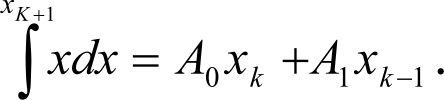 x_{K+1}
∫xdx = A_0 x_k + A_1 x_{k-1}.